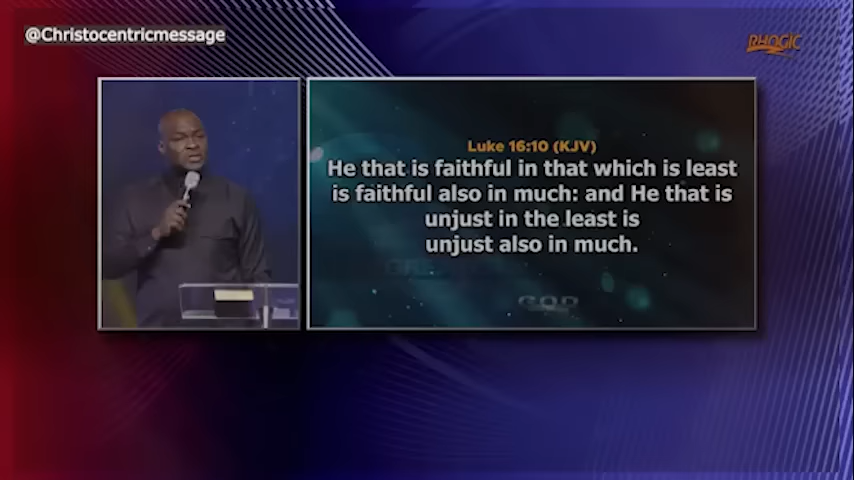 @Christocentricmessage
RHOGIC
Luke 16:10 (KJV)
He that is faithful in that which is least
is faithful also in much: and He that is
unjust in the least is
unjust also in much.
GOD